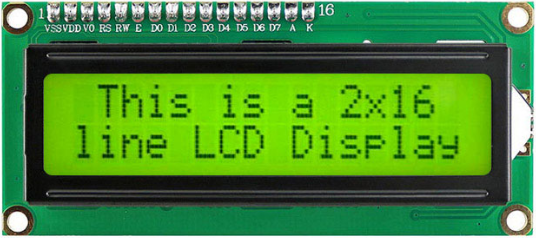 1 16
VSS VDD V0 RS RW E D0 D1 D2 D3 D4 D5 D6 D7 A K
This is a 2x16
line LCD Display